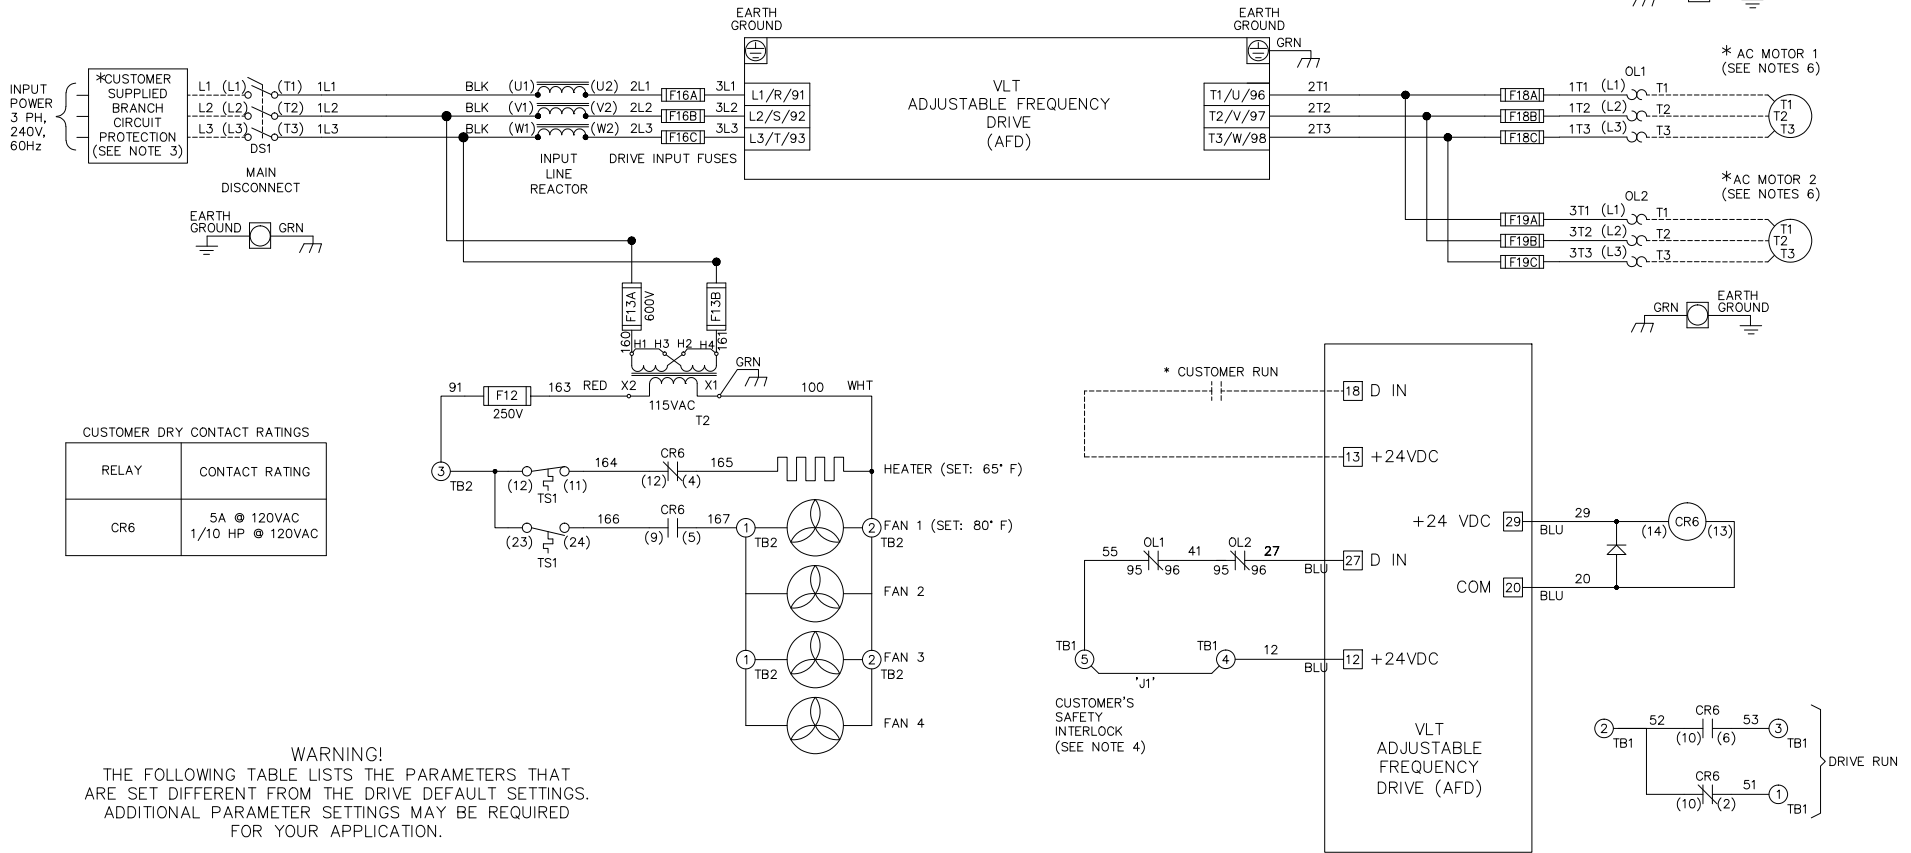 EARTH
GROUND
EARTH
GROUND
GRN
INPUT
POWER
3 PH,
240V,
60Hz
*CUSTOMER
SUPPLIED
BRANCH
CIRCUIT
PROTECTION
(SEE NOTE 3)
L1 (L1) (T1) 1L1 BLK (U1) (U2) 2L1 F16A 3L1 L1/R/91
L2 (L2) (T2) 1L2 BLK (V1) (V2) 2L2 F16B 3L2 L2/S/92
L3 (L3) (T3) 1L3 BLK (W1) (W2) 2L3 F16C 3L3 L3/T/93
DS1
MAIN
DISCONNECT
INPUT
LINE
REACTOR
DRIVE INPUT FUSES
VLT
ADJUSTABLE FREQUENCY
DRIVE
(AFD)
T1/U/96 2T1 F18A 1T1 (L1) OL1 T1
T2/V/97 2T2 F18B 1T2 (L2) T2
T3/W/98 2T3 F18C 1T3 (L3) T3
T1
T2
T3
* AC MOTOR 1
(SEE NOTES 6)
* AC MOTOR 2
(SEE NOTES 6)
OL2
F19A 3T1 (L1) T1
F19B 3T2 (L2) T2
F19C 3T3 (L3) T3
T1
T2
T3
EARTH
GROUND
GRN
GRN
EARTH
GROUND
F13A
600V
F13B
160
161
H1 H3 H2 H4
GRN
91 F12 163 RED X2 X1 100 WHT
250V
115VAC
T2
CUSTOMER DRY CONTACT RATINGS
RELAY CONTACT RATING
CR6 5A @ 120VAC
1/10 HP @ 120VAC
3 TB2 (12) (11) 164 CR6 165
TS1 (12) (4)
HEATER (SET: 65° F)
(23) (24) 166 CR6 167 1 2 FAN 1 (SET: 80° F)
TS1 (9) (5) TB2 TB2
FAN 2
1 2 FAN 3
TB2 TB2
FAN 4
* CUSTOMER RUN
18 D IN
13 +24VDC
+24 VDC 29 29 BLU
CR6
(14) (13)
55 OL1 41 OL2 27 BLU 27 D IN
95 96 95 96
COM 20 20 BLU
TB1 5 TB1 4 12 BLU 12 +24VDC
'J1'
CUSTOMER'S
SAFETY
INTERLOCK
(SEE NOTE 4)
VLT
ADJUSTABLE
FREQUENCY
DRIVE (AFD)
2 TB1 52 CR6 53 3 TB1
(10) (6)
DRIVE RUN
CR6 51 1 TB1
(10) (2)
WARNING!
THE FOLLOWING TABLE LISTS THE PARAMETERS THAT
ARE SET DIFFERENT FROM THE DRIVE DEFAULT SETTINGS.
ADDITIONAL PARAMETER SETTINGS MAY BE REQUIRED
FOR YOUR APPLICATION.